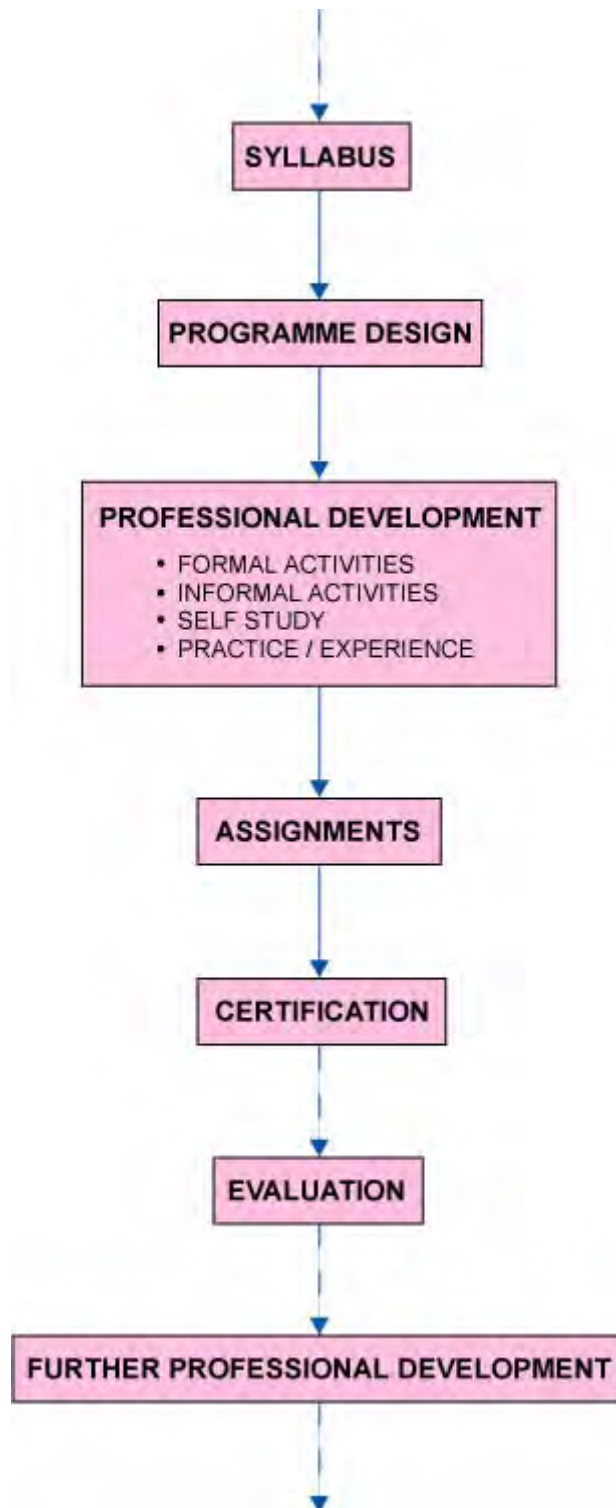 SYLLABUS
PROGRAMME DESIGN
PROFESSIONAL DEVELOPMENT
▪ FORMAL ACTIVITIES
▪ INFORMAL ACTIVITIES
▪ SELF STUDY
▪ PRACTICE / EXPERIENCE
ASSIGNMENTS
CERTIFICATION
EVALUATION
FURTHER PROFESSIONAL DEVELOPMENT